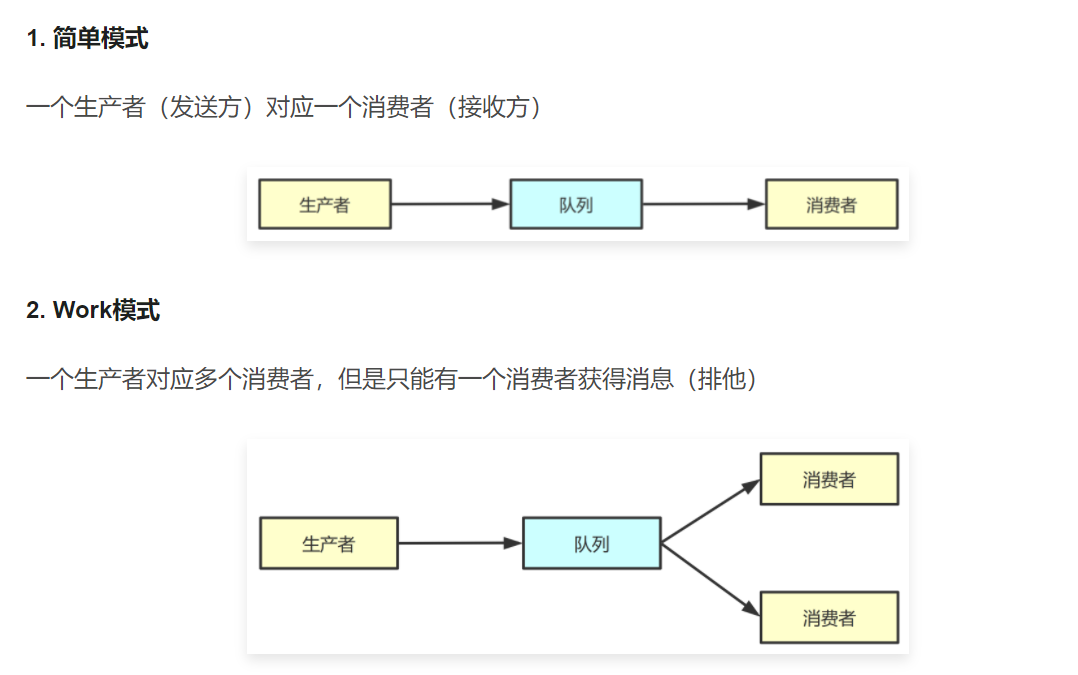 1. 简单模式
一个生产者（发送方）对应一个消费者（接收方）
生产者 队列 消费者
2. Work模式
一个生产者对应多个消费者，但是只能有一个消费者获得消息（排他）
消费者
生产者 队列
消费者